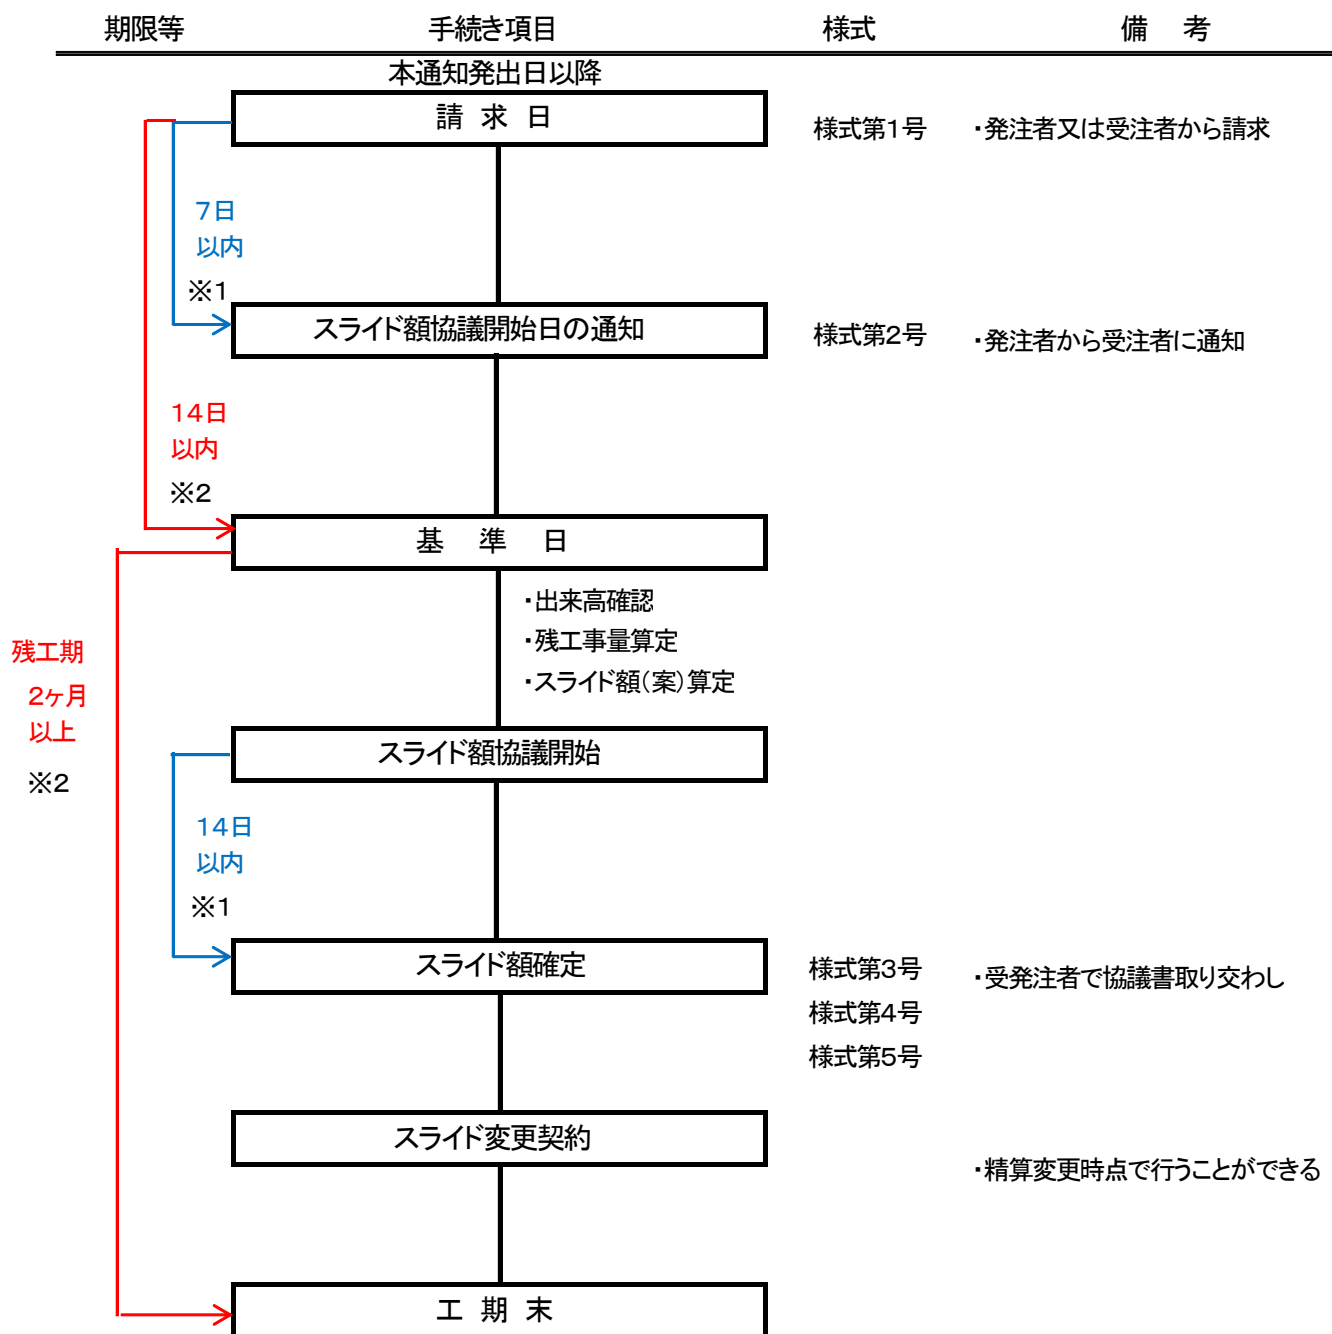 期限等 手続き項目 様式 備 考
本通知発出日以降
請 求 日 様式第1号 ・発注者又は受注者から請求
7日
以内
※1
スライド額協議開始日の通知 様式第2号 ・発注者から受注者に通知
14日
以内
※2
基 準 日
・出来高確認
・残工事量算定
・スライド額(案)算定
残工期
2ヶ月
以上
※2
スライド額協議開始
14日
以内
※1
スライド額確定 様式第3号 ・受発注者で協議書取り交わし
様式第4号
様式第5号
スライド変更契約
・精算変更時点で行うことができる
工 期 末